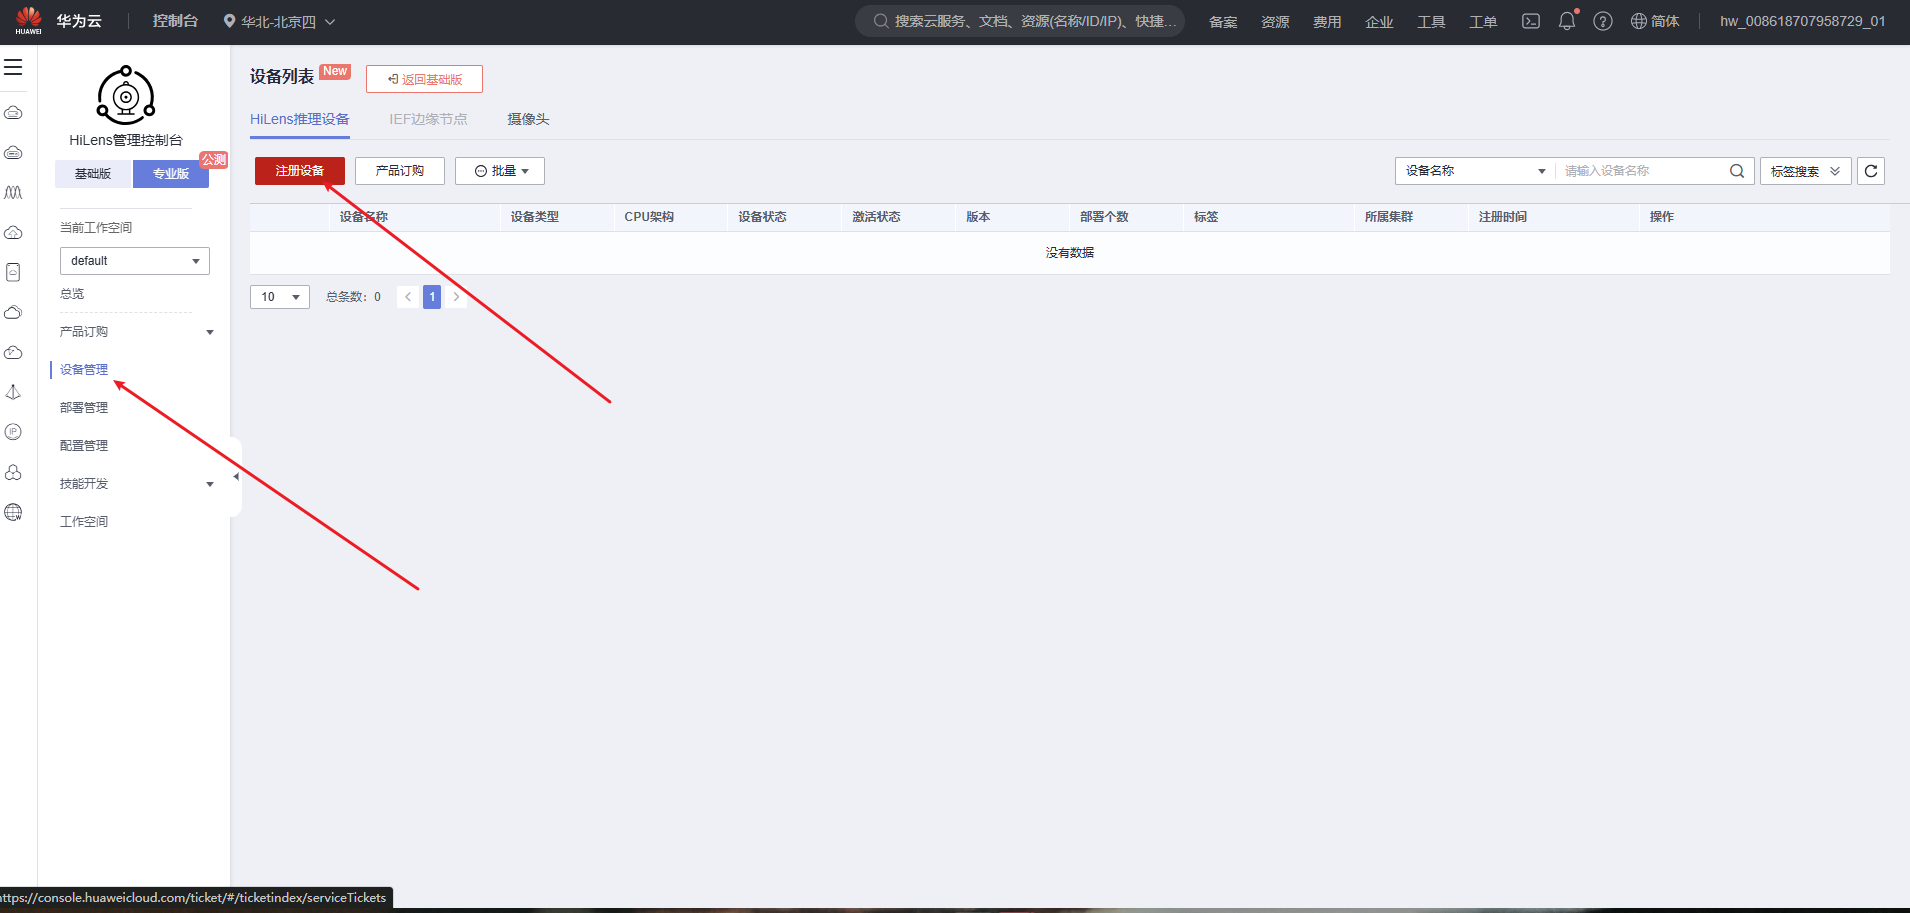 HUAWEI
华为云
控制台
华北-北京四
搜索云服务、文档、资源(名称/ID/IP)、快捷...
备案
资源
费用
企业
工具
工单
简体
hw_008618707958729_01
HiLens管理控制台
基础版
专业版
公测
当前工作空间
default
总览
产品订购
设备管理
部署管理
配置管理
技能开发
工作空间
设备列表
New
返回基础版
HiLens推理设备
IEF边缘节点
摄像头
注册设备
产品订购
批量
设备名称
请输入设备名称
标签搜索
设备名称
设备类型
CPU架构
设备状态
激活状态
版本
部署个数
标签
所属集群
注册时间
操作
没有数据
10
总条数: 0
1
IP
W
https://console.huaweicloud.com/ticket/#/ticketindex/serviceTickets